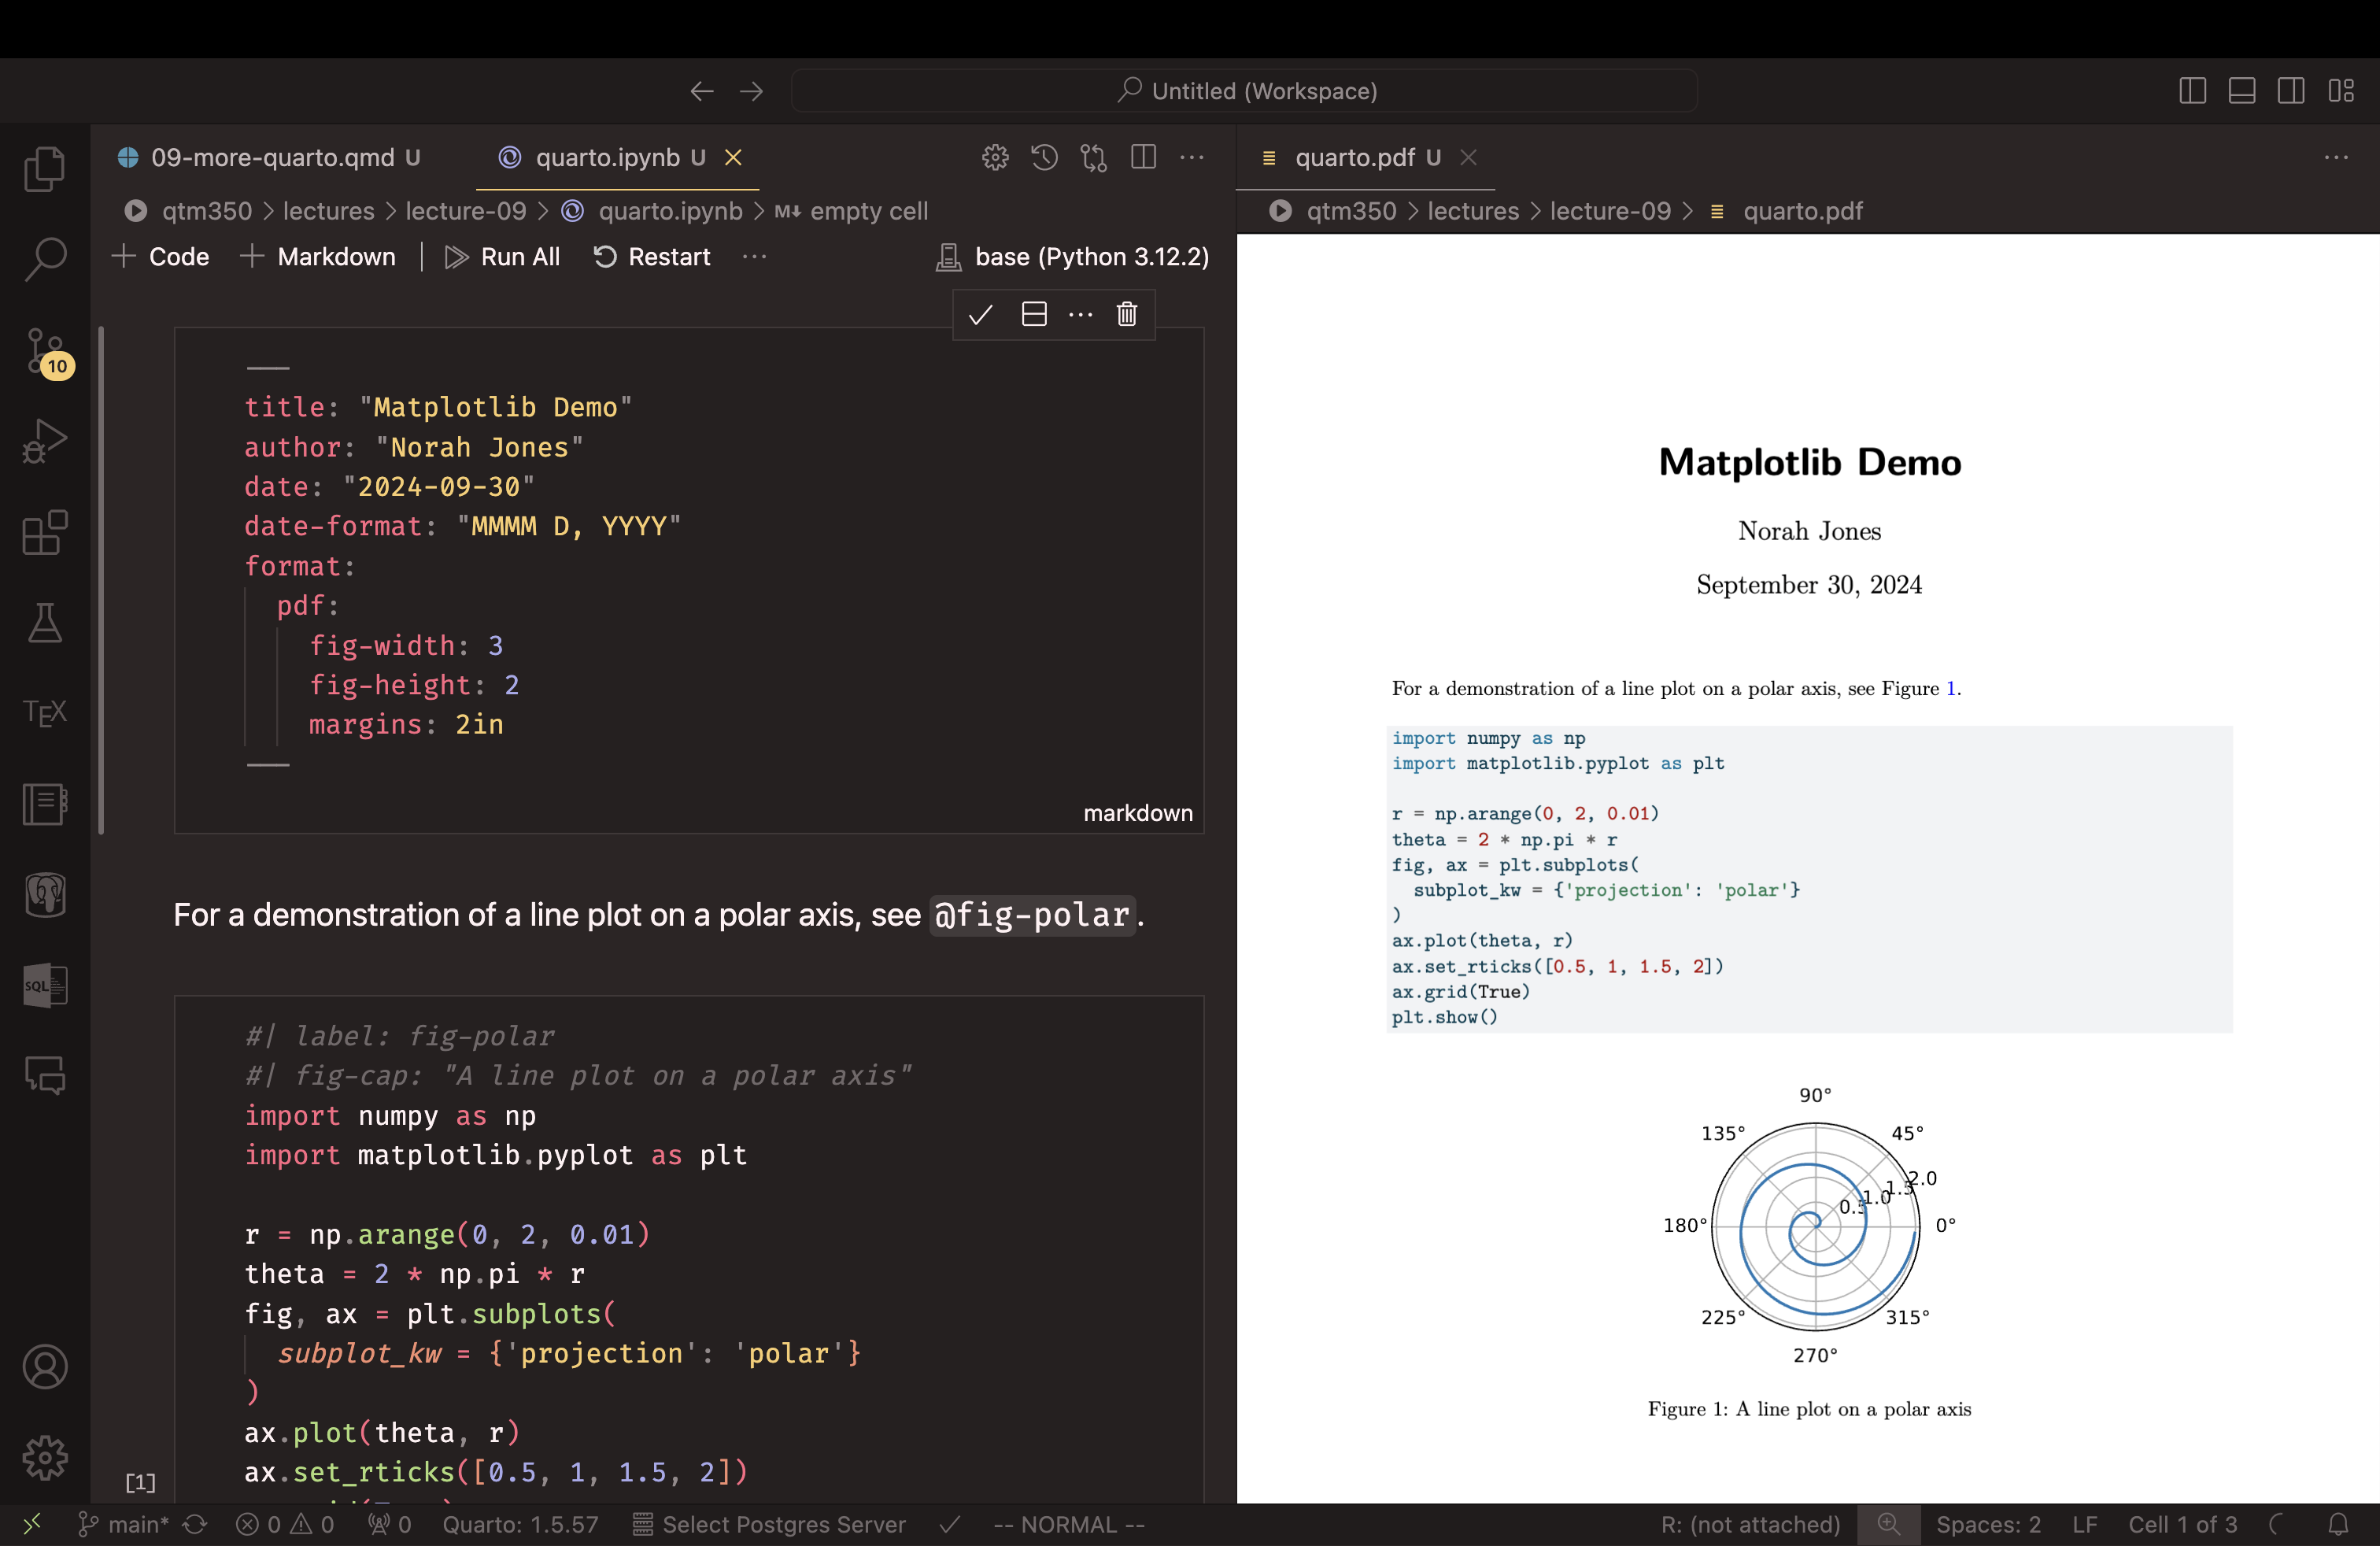 Untitled (Workspace)
09-more-quarto.qmd U
quarto.ipynb U
quarto.pdf U
qtm350 > lectures > lecture-09 > quarto.ipynb > M↓ empty cell
qtm350 > lectures > lecture-09 > quarto.pdf
+ Code + Markdown | Run All Restart ...
base (Python 3.12.2)
10
TEX
SQL
---
title: "Matplotlib Demo"
author: "Norah Jones"
date: "2024-09-30"
date-format: "MMMM D, YYYY"
format:
pdf:
fig-width: 3
fig-height: 2
margins: 2in
---
markdown
For a demonstration of a line plot on a polar axis, see @fig-polar.
#| label: fig-polar
#| fig-cap: "A line plot on a polar axis"
import numpy as np
import matplotlib.pyplot as plt
r = np.arange(0, 2, 0.01)
theta = 2 * np.pi * r
fig, ax = plt.subplots(
subplot_kw = {'projection': 'polar'}
)
ax.plot(theta, r)
ax.set_rticks([0.5, 1, 1.5, 2])
[1]
Matplotlib Demo
Norah Jones
September 30, 2024
For a demonstration of a line plot on a polar axis, see Figure 1.
import numpy as np
import matplotlib.pyplot as plt
r = np.arange(0, 2, 0.01)
theta = 2 * np.pi * r
fig, ax = plt.subplots(
subplot_kw = {'projection': 'polar'}
)
ax.plot(theta, r)
ax.set_rticks([0.5, 1, 1.5, 2])
ax.grid(True)
plt.show()
90°
135°
45°
2.0
1.5
1.0
0.5
180°
0°
225°
315°
270°
Figure 1: A line plot on a polar axis
main* 0 0 0 Quarto: 1.5.57 Select Postgres Server -- NORMAL --
R: (not attached) Spaces: 2 LF Cell 1 of 3